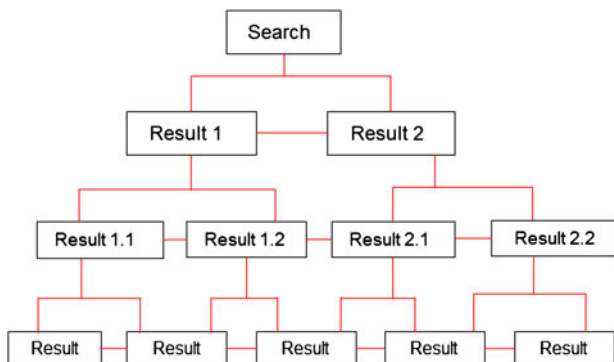 Search
Result 1
Result 2
Result 1.1
Result 1.2
Result 2.1
Result 2.2
Result
Result
Result
Result
Result